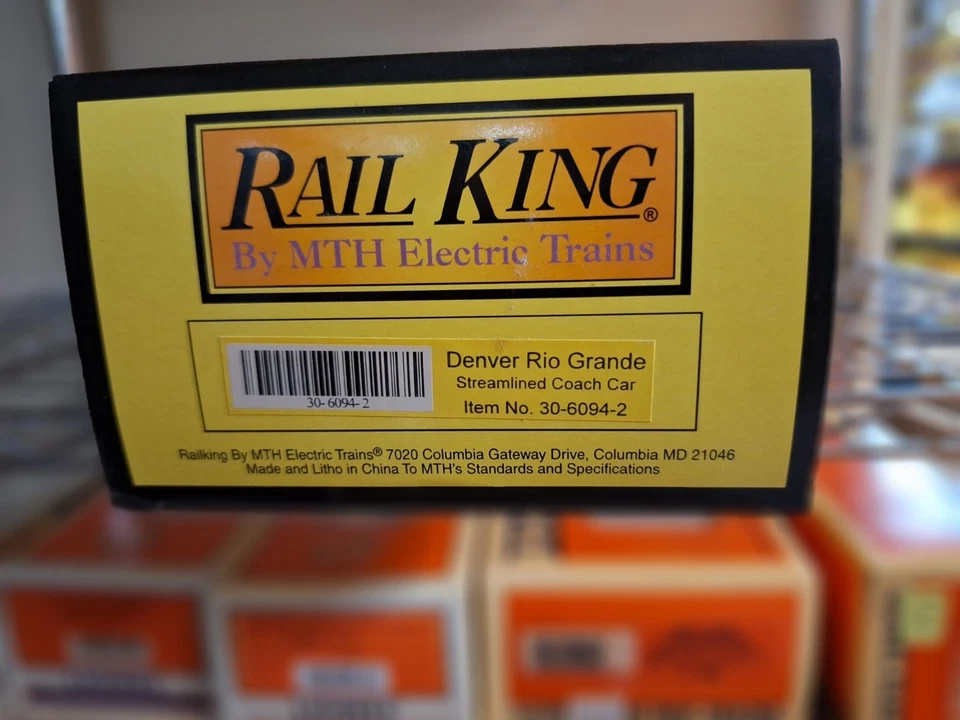 RAIL KING®
By MTH Electric Trains
30-6094-2
Denver Rio Grande
Streamlined Coach Car
Item No. 30-6094-2
Railking By MTH Electric Trains® 7020 Columbia Gateway Drive, Columbia MD 21046
Made and Litho in China To MTH's Standards and Specifications